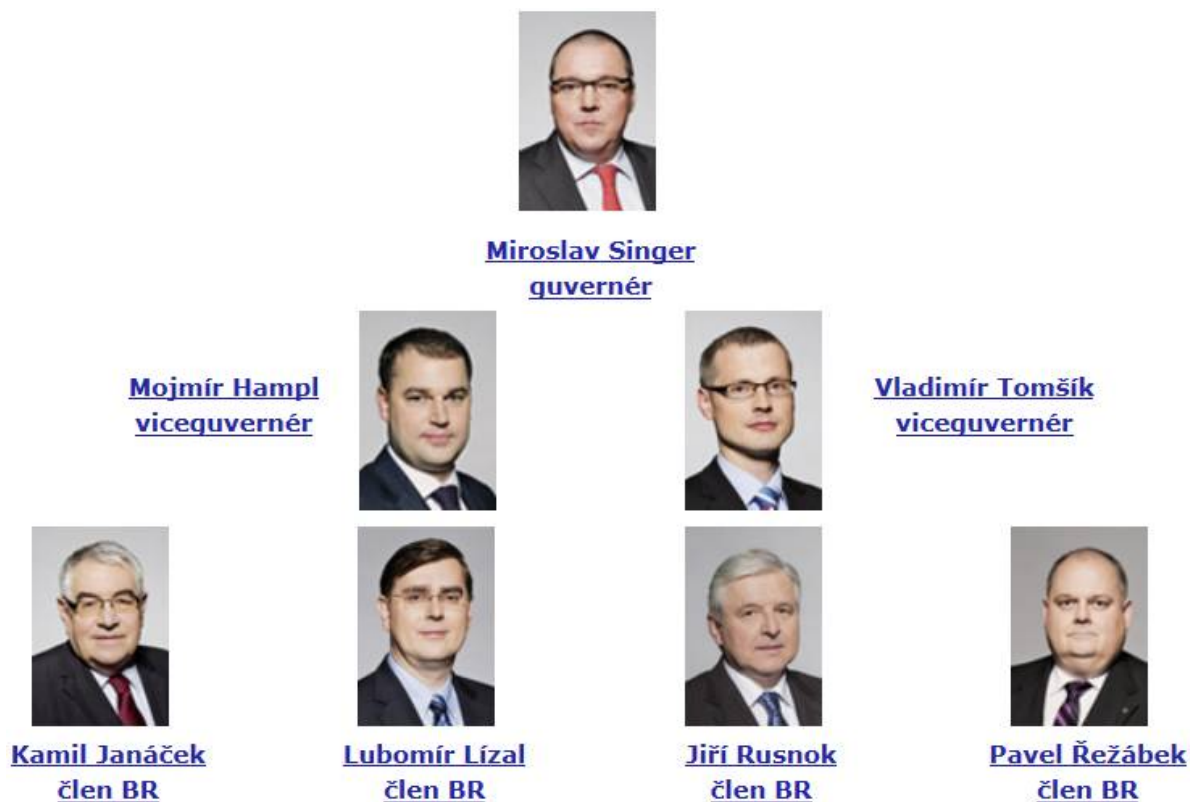 Miroslav Singer
guvernér
Mojmír Hampl
viceguvernér
Vladimír Tomšík
viceguvernér
Kamil Janáček
člen BR
Lubomír Lízal
člen BR
Jiří Rusnok
člen BR
Pavel Řežábek
člen BR